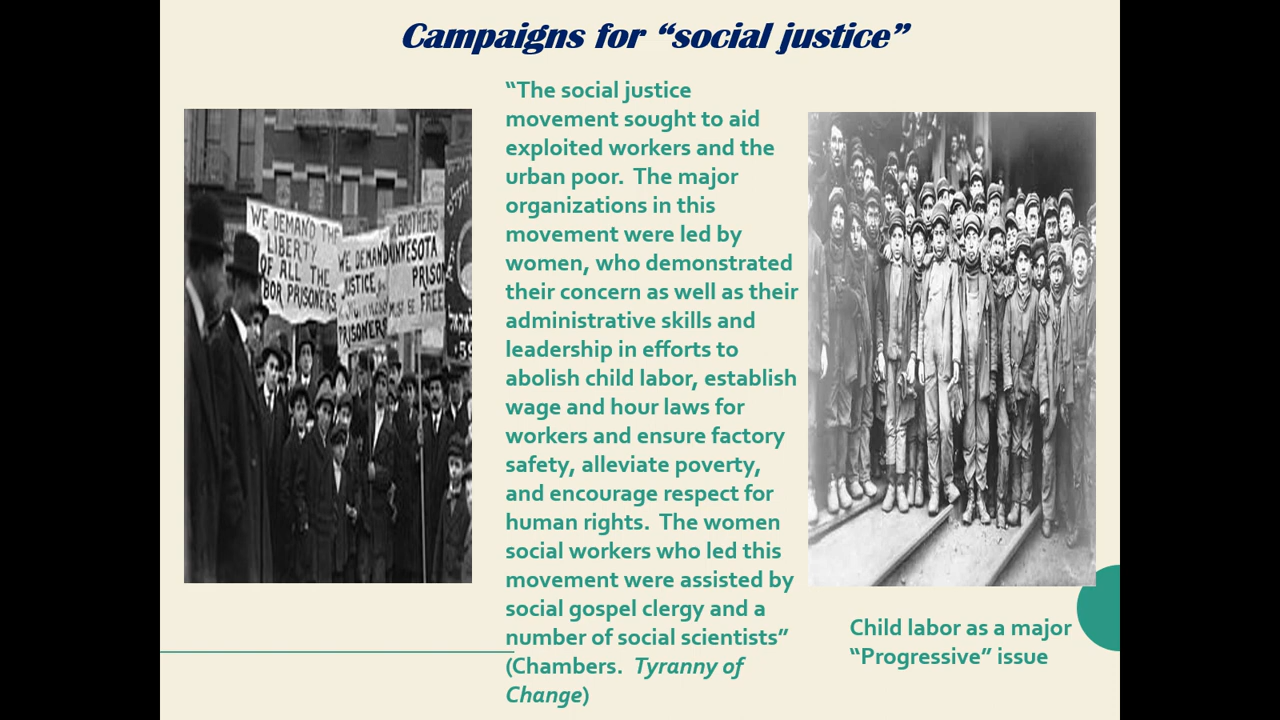 Campaigns for “social justice”
“The social justice
movement sought to aid
exploited workers and the
urban poor.  The major
organizations in this
movement were led by
women, who demonstrated
their concern as well as their
administrative skills and
leadership in efforts to
abolish child labor, establish
wage and hour laws for
workers and ensure factory
safety, alleviate poverty,
and encourage respect for
human rights.  The women
social workers who led this
movement were assisted by
social gospel clergy and a
number of social scientists”
(Chambers.  Tyranny of
Change)
WE DEMAND THE
LIBERTY
OF ALL THE
BOR PRISONERS
WE DEMAND
JUSTICE
PRISONERS
BROTHERS
PRISON
MUST BE FREE
Child labor as a major
“Progressive” issue